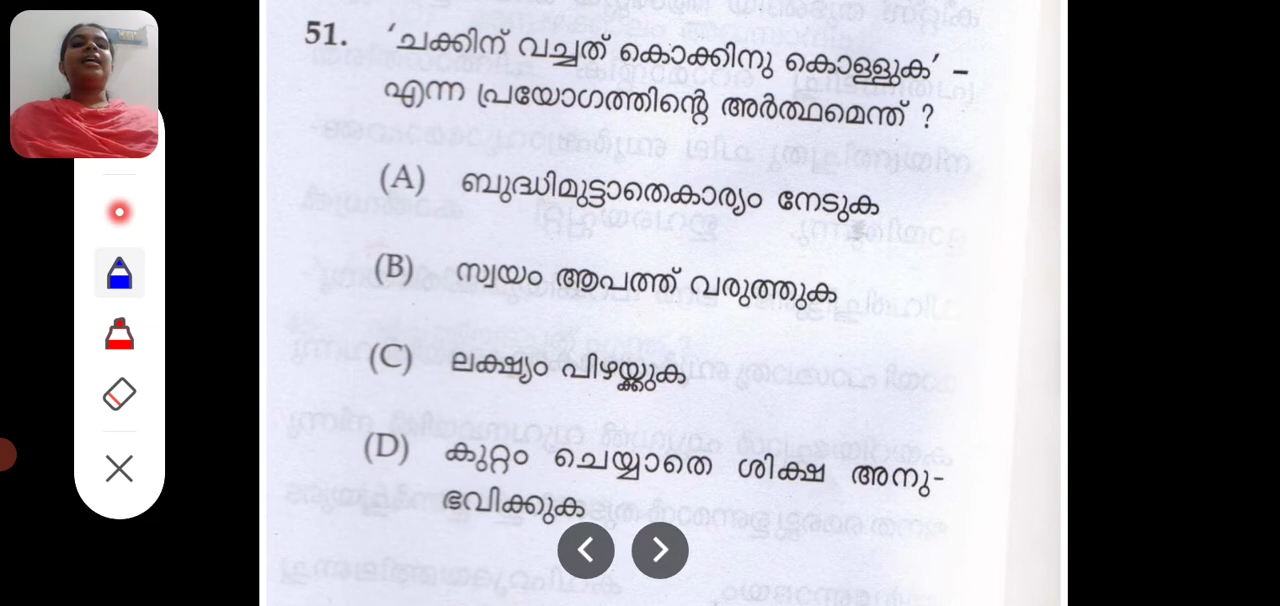 51. 'ചക്കിന് വച്ചത് കൊക്കിനു കൊള്ളുക' –
എന്ന പ്രയോഗത്തിന്റെ അർത്ഥമെന്ത് ?
(A) ബുദ്ധിമുട്ടാതെകാര്യം നേടുക
(B) സ്വയം ആപത്ത് വരുത്തുക
(C) ലക്ഷ്യം പിഴയ്ക്കുക
(D) കുറ്റം ചെയ്യാതെ ശിക്ഷ അനു-
ഭവിക്കുക